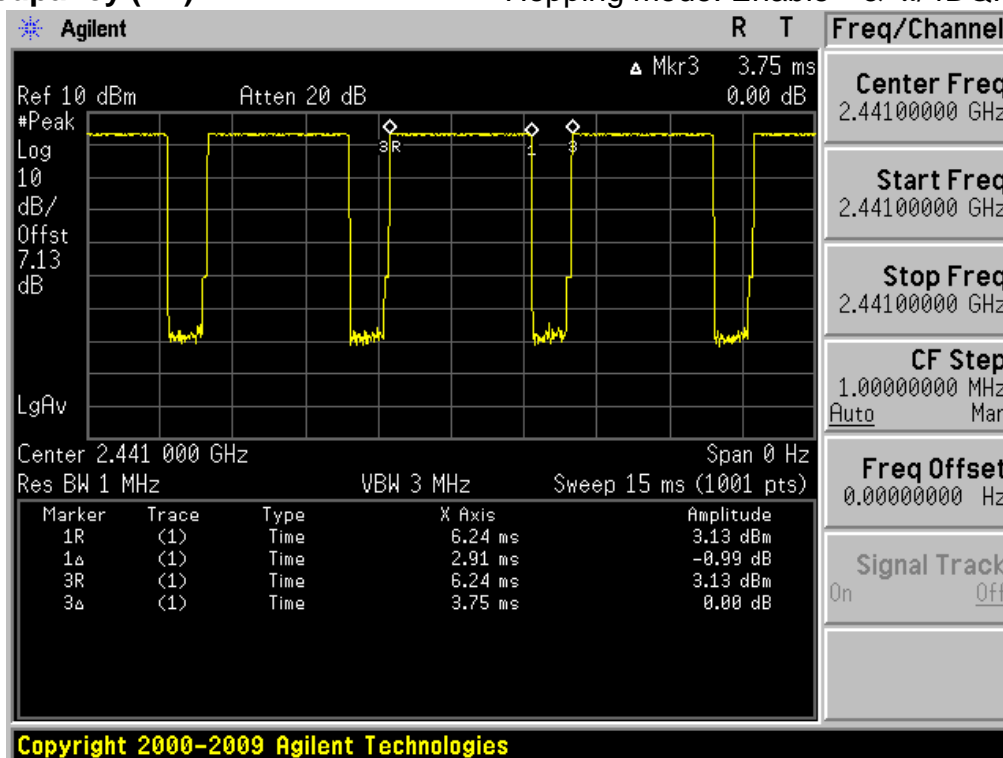 Agilent R T Freq/Channel
▵ Mkr3 3.75 ms
Ref 10 dBm Atten 20 dB 0.00 dB
#Peak
Log
10
dB/
Offst
7.13
dB
3R 1 3
LgAv
Center 2.441 000 GHz Span 0 Hz
Res BW 1 MHz VBW 3 MHz Sweep 15 ms (1001 pts)
Marker Trace Type X Axis Amplitude
1R (1) Time 6.24 ms 3.13 dBm
1▵ (1) Time 2.91 ms -0.99 dB
3R (1) Time 6.24 ms 3.13 dBm
3▵ (1) Time 3.75 ms 0.00 dB
Center Freq
2.44100000 GHz
Start Freq
2.44100000 GHz
Stop Freq
2.44100000 GHz
CF Step
1.00000000 MHz
Auto Man
Freq Offset
0.00000000 Hz
Signal Track
On Off
Copyright 2000-2009 Agilent Technologies